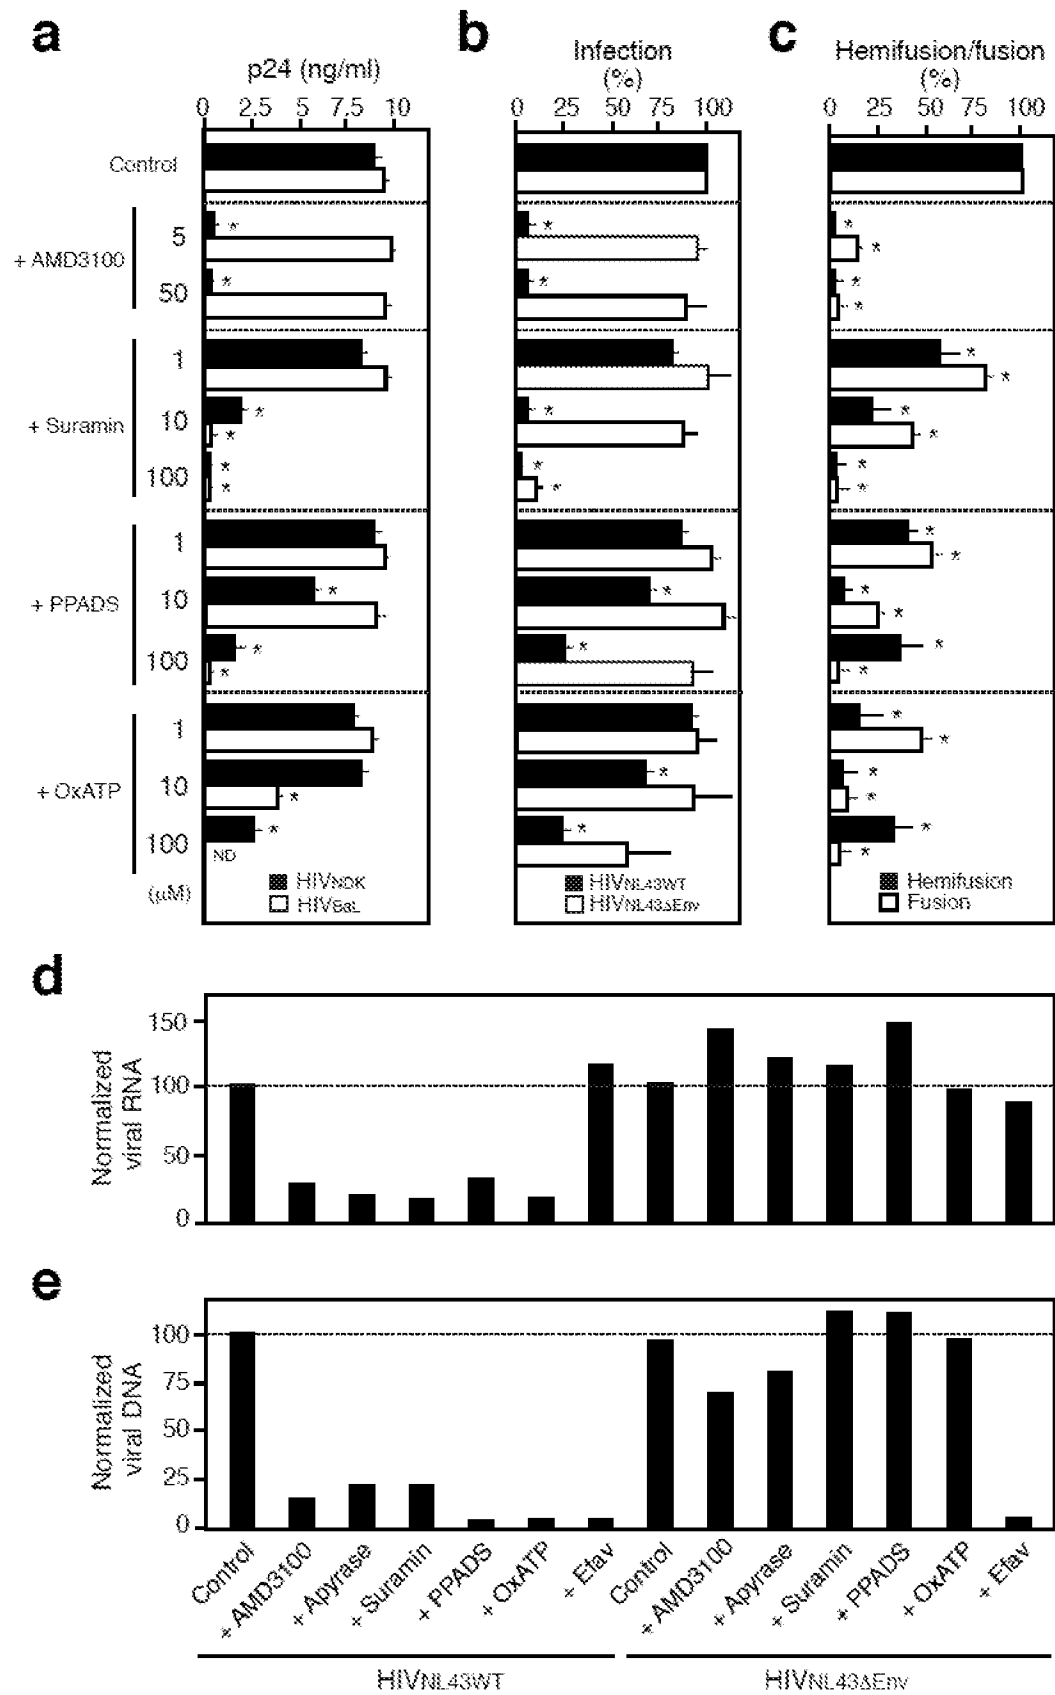 a
p24 (ng/ml)
0 2,5 5 7,5 10
b
Infection
(%)
0 25 50 75 100
c
Hemifusion/fusion
(%)
0 25 50 75 100
Control
+ AMD3100
5 * *
* *
50 * * *
*
+ Suramin
1 *
*
10 * * *
* *
100 * * *
* * *
+ PPADS
1 *
*
10 * * *
*
100 * * *
* *
+ OxATP
1 *
*
10 * *
* *
100 * * *
ND *
(µM)
HIVNDK
HIVBaL
HIVNL43WT
HIVNL43ΔEnv
Hemifusion
Fusion
d
Normalized
viral RNA
150
100
50
0
e
Normalized
viral DNA
100
75
50
25
0
Control
+ AMD3100
+ Apyrase
+ Suramin
+ PPADS
+ OxATP
+ Efav
Control
+ AMD3100
+ Apyrase
+ Suramin
+ PPADS
+ OxATP
+ Efav
HIVNL43WT
HIVNL43ΔEnv